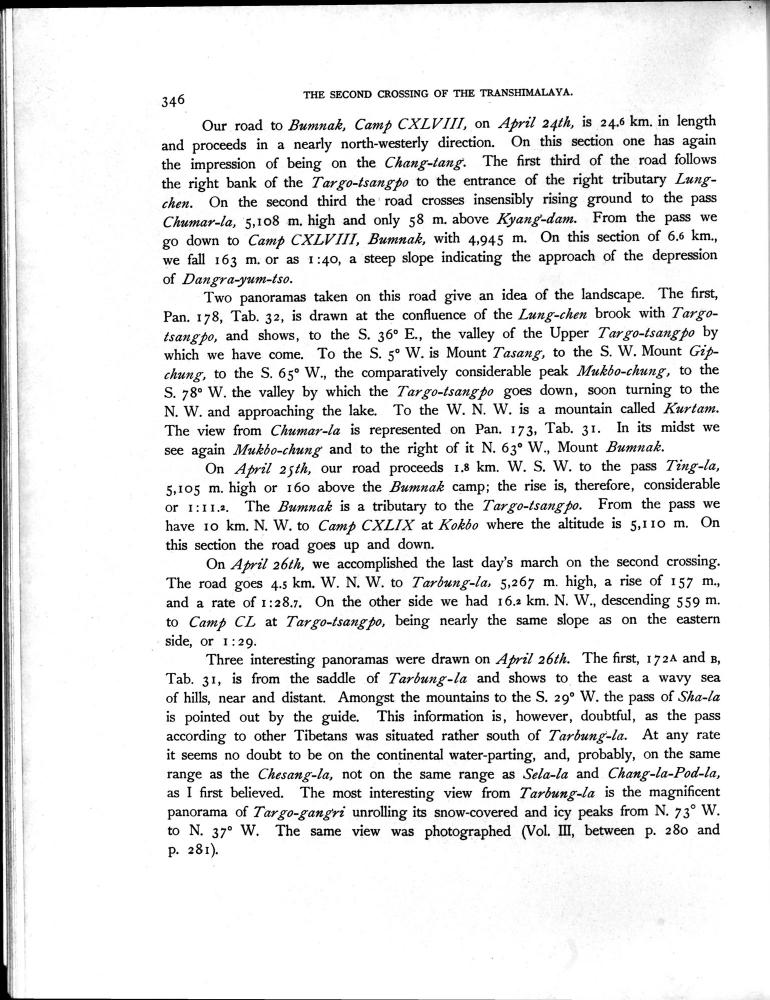 346
THE SECOND CROSSING OF THE TRANSHIMALAYA.
Our road to Bumnak, Camp CXLVIII, on April 24th, is 24.6 km. in length
and proceeds in a nearly north-westerly direction. On this section one has again
the impression of being on the Chang-tang. The first third of the road follows
the right bank of the Targo-tsangpo to the entrance of the right tributary Lung-
chen. On the second third the road crosses insensibly rising ground to the pass
Chumar-la, 5,108 m. high and only 58 m. above Kyang-dam. From the pass we
go down to Camp CXLVIII, Bumnak, with 4,945 m. On this section of 6.6 km.,
we fall 163 m. or as 1:40, a steep slope indicating the approach of the depression
of Dangra-yum-tso.
Two panoramas taken on this road give an idea of the landscape. The first,
Pan. 178, Tab. 32, is drawn at the confluence of the Lung-chen brook with Targo-
tsangpo, and shows, to the S. 36° E., the valley of the Upper Targo-tsangpo by
which we have come. To the S. 5° W. is Mount Tasang, to the S. W. Mount Gip-
chung, to the S. 65° W., the comparatively considerable peak Mukbo-chung, to the
S. 78° W. the valley by which the Targo-tsangpo goes down, soon turning to the
N. W. and approaching the lake. To the W. N. W. is a mountain called Kurtam.
The view from Chumar-la is represented on Pan. 173, Tab. 31. In its midst we
see again Mukbo-chung and to the right of it N. 63° W., Mount Bumnak.
On April 25th, our road proceeds 1.8 km. W. S. W. to the pass Ting-la,
5,105 m. high or 160 above the Bumnak camp; the rise is, therefore, considerable
or 1:11.2. The Bumnak is a tributary to the Targo-tsangpo. From the pass we
have 10 km. N. W. to Camp CXLIX at Kokbo where the altitude is 5,110 m. On
this section the road goes up and down.
On April 26th, we accomplished the last day's march on the second crossing.
The road goes 4.5 km. W. N. W. to Tarbung-la, 5,267 m. high, a rise of 157 m.,
and a rate of 1:28.7. On the other side we had 16.2 km. N. W., descending 559 m.
to Camp CL at Targo-tsangpo, being nearly the same slope as on the eastern
side, or 1:29.
Three interesting panoramas were drawn on April 26th. The first, 172A and B,
Tab. 31, is from the saddle of Tarbung-la and shows to the east a wavy sea
of hills, near and distant. Amongst the mountains to the S. 29° W. the pass of Sha-la
is pointed out by the guide. This information is, however, doubtful, as the pass
according to other Tibetans was situated rather south of Tarbung-la. At any rate
it seems no doubt to be on the continental water-parting, and, probably, on the same
range as the Chesang-la, not on the same range as Sela-la and Chang-la-Pod-la,
as I first believed. The most interesting view from Tarbung-la is the magnificent
panorama of Targo-gangri unrolling its snow-covered and icy peaks from N. 73° W.
to N. 37° W. The same view was photographed (Vol. III, between p. 280 and
p. 281).